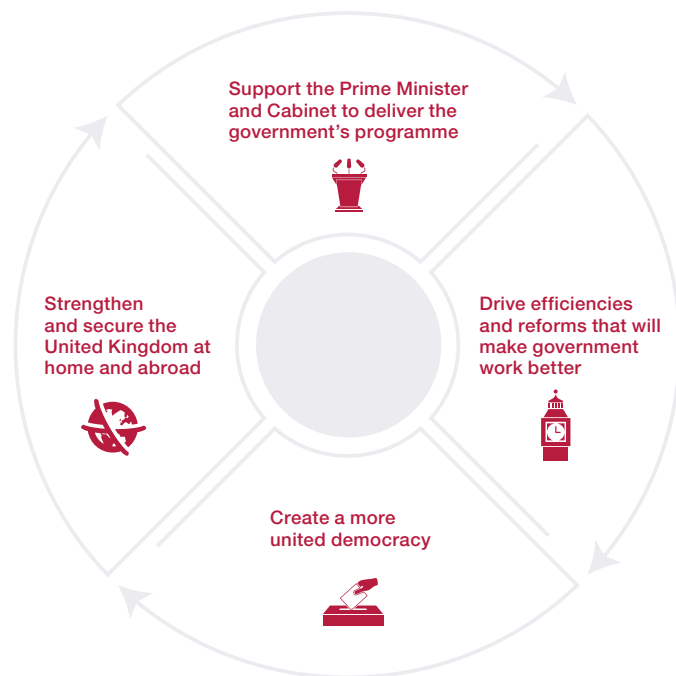 Support the Prime Minister
and Cabinet to deliver the
government’s programme
Strengthen
and secure the
United Kingdom at
home and abroad
Drive efficiencies
and reforms that will
make government
work better
Create a more
united democracy